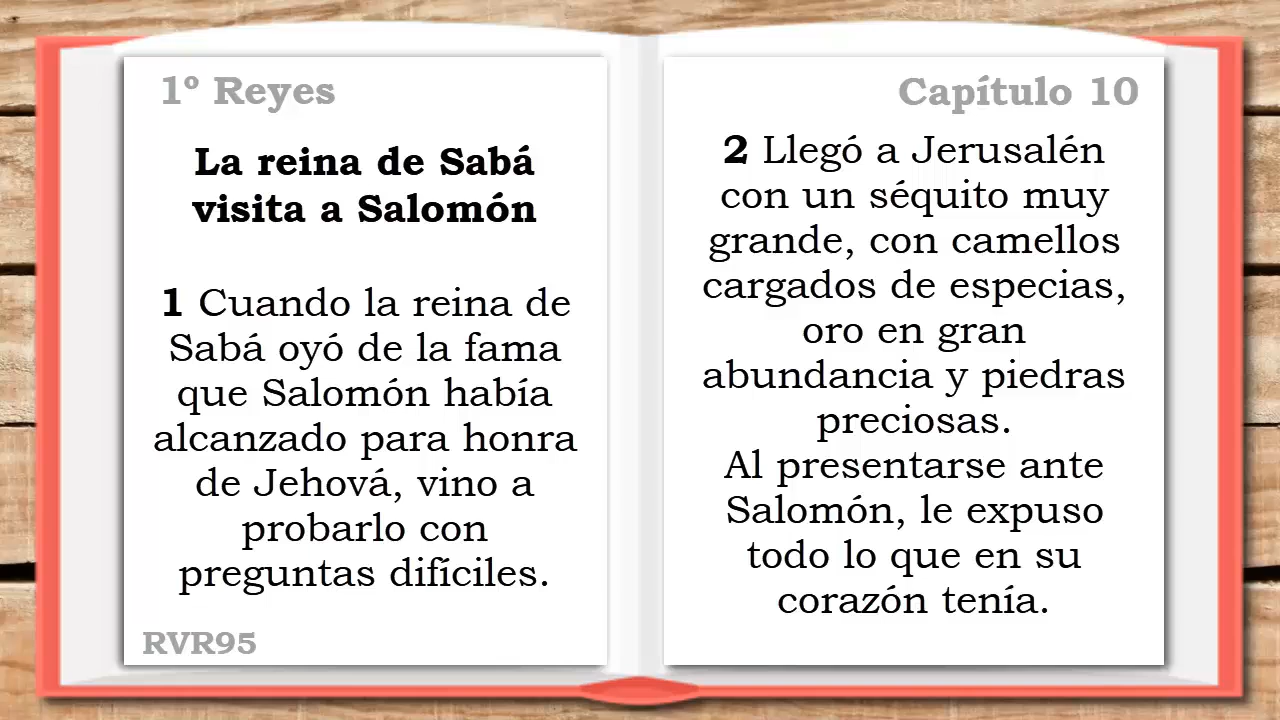 1º Reyes
La reina de Sabá
visita a Salomón
1 Cuando la reina de
Sabá oyó de la fama
que Salomón había
alcanzado para honra
de Jehová, vino a
probarlo con
preguntas difíciles.
RVR95
Capítulo 10
2 Llegó a Jerusalén
con un séquito muy
grande, con camellos
cargados de especias,
oro en gran
abundancia y piedras
preciosas.
Al presentarse ante
Salomón, le expuso
todo lo que en su
corazón tenía.